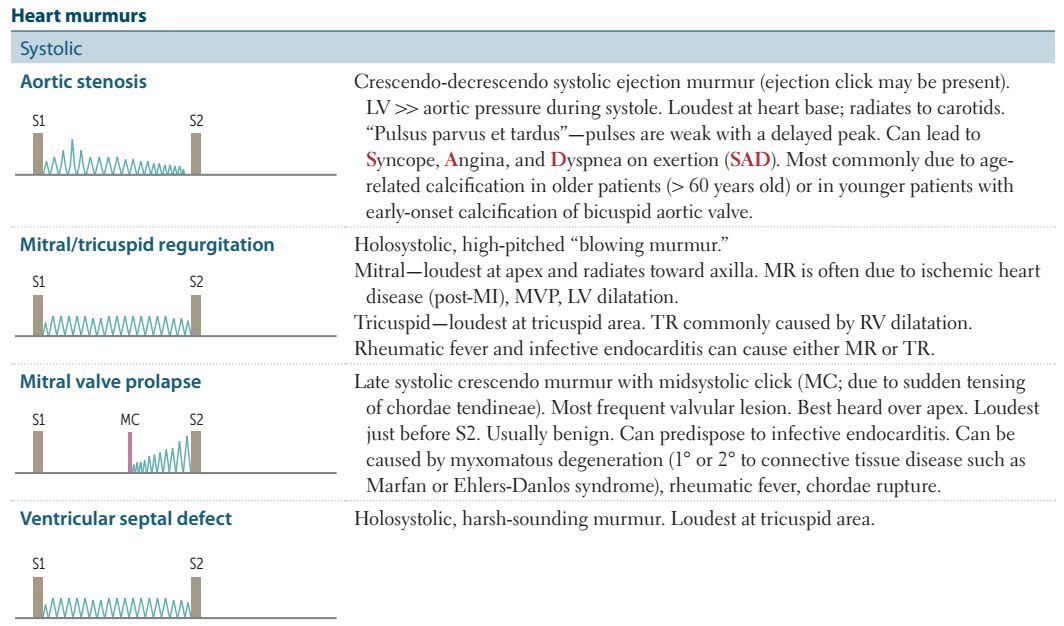 Heart murmurs
Systolic
Aortic stenosis
S1 S2
Crescendo-decrescendo systolic ejection murmur (ejection click may be present).
LV >> aortic pressure during systole. Loudest at heart base; radiates to carotids.
“Pulsus parvus et tardus”—pulses are weak with a delayed peak. Can lead to
Syncope, Angina, and Dyspnea on exertion (SAD). Most commonly due to age-
related calcification in older patients (> 60 years old) or in younger patients with
early-onset calcification of bicuspid aortic valve.
Mitral/tricuspid regurgitation
S1 S2
Holosystolic, high-pitched “blowing murmur.”
Mitral—loudest at apex and radiates toward axilla. MR is often due to ischemic heart
disease (post-MI), MVP, LV dilatation.
Tricuspid—loudest at tricuspid area. TR commonly caused by RV dilatation.
Rheumatic fever and infective endocarditis can cause either MR or TR.
Mitral valve prolapse
S1 MC S2
Late systolic crescendo murmur with midsystolic click (MC; due to sudden tensing
of chordae tendineae). Most frequent valvular lesion. Best heard over apex. Loudest
just before S2. Usually benign. Can predispose to infective endocarditis. Can be
caused by myxomatous degeneration (1° or 2° to connective tissue disease such as
Marfan or Ehlers-Danlos syndrome), rheumatic fever, chordae rupture.
Ventricular septal defect
S1 S2
Holosystolic, harsh-sounding murmur. Loudest at tricuspid area.